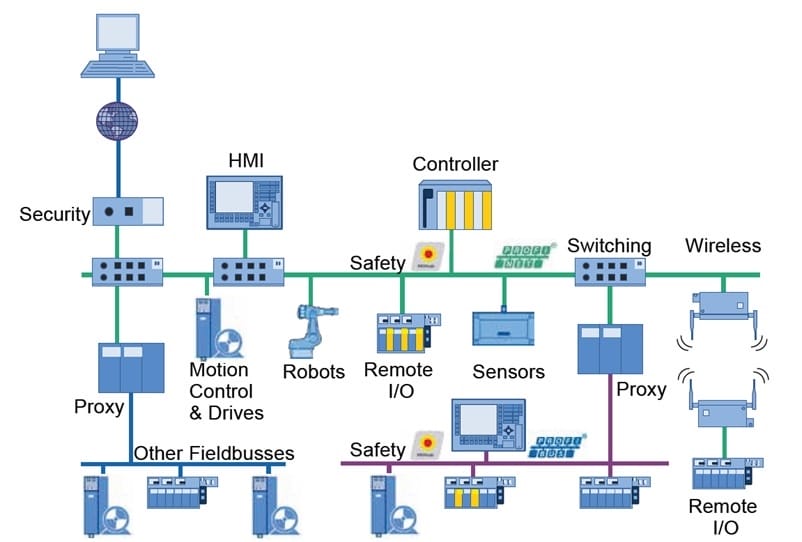 HMI
Controller
Security
Safety
PROFI
NET
Switching
Wireless
Motion
Control
& Drives
Robots
Remote
I/O
Sensors
Proxy
Proxy
Other Fieldbusses
Safety
PROFI
BUS
Remote
I/O